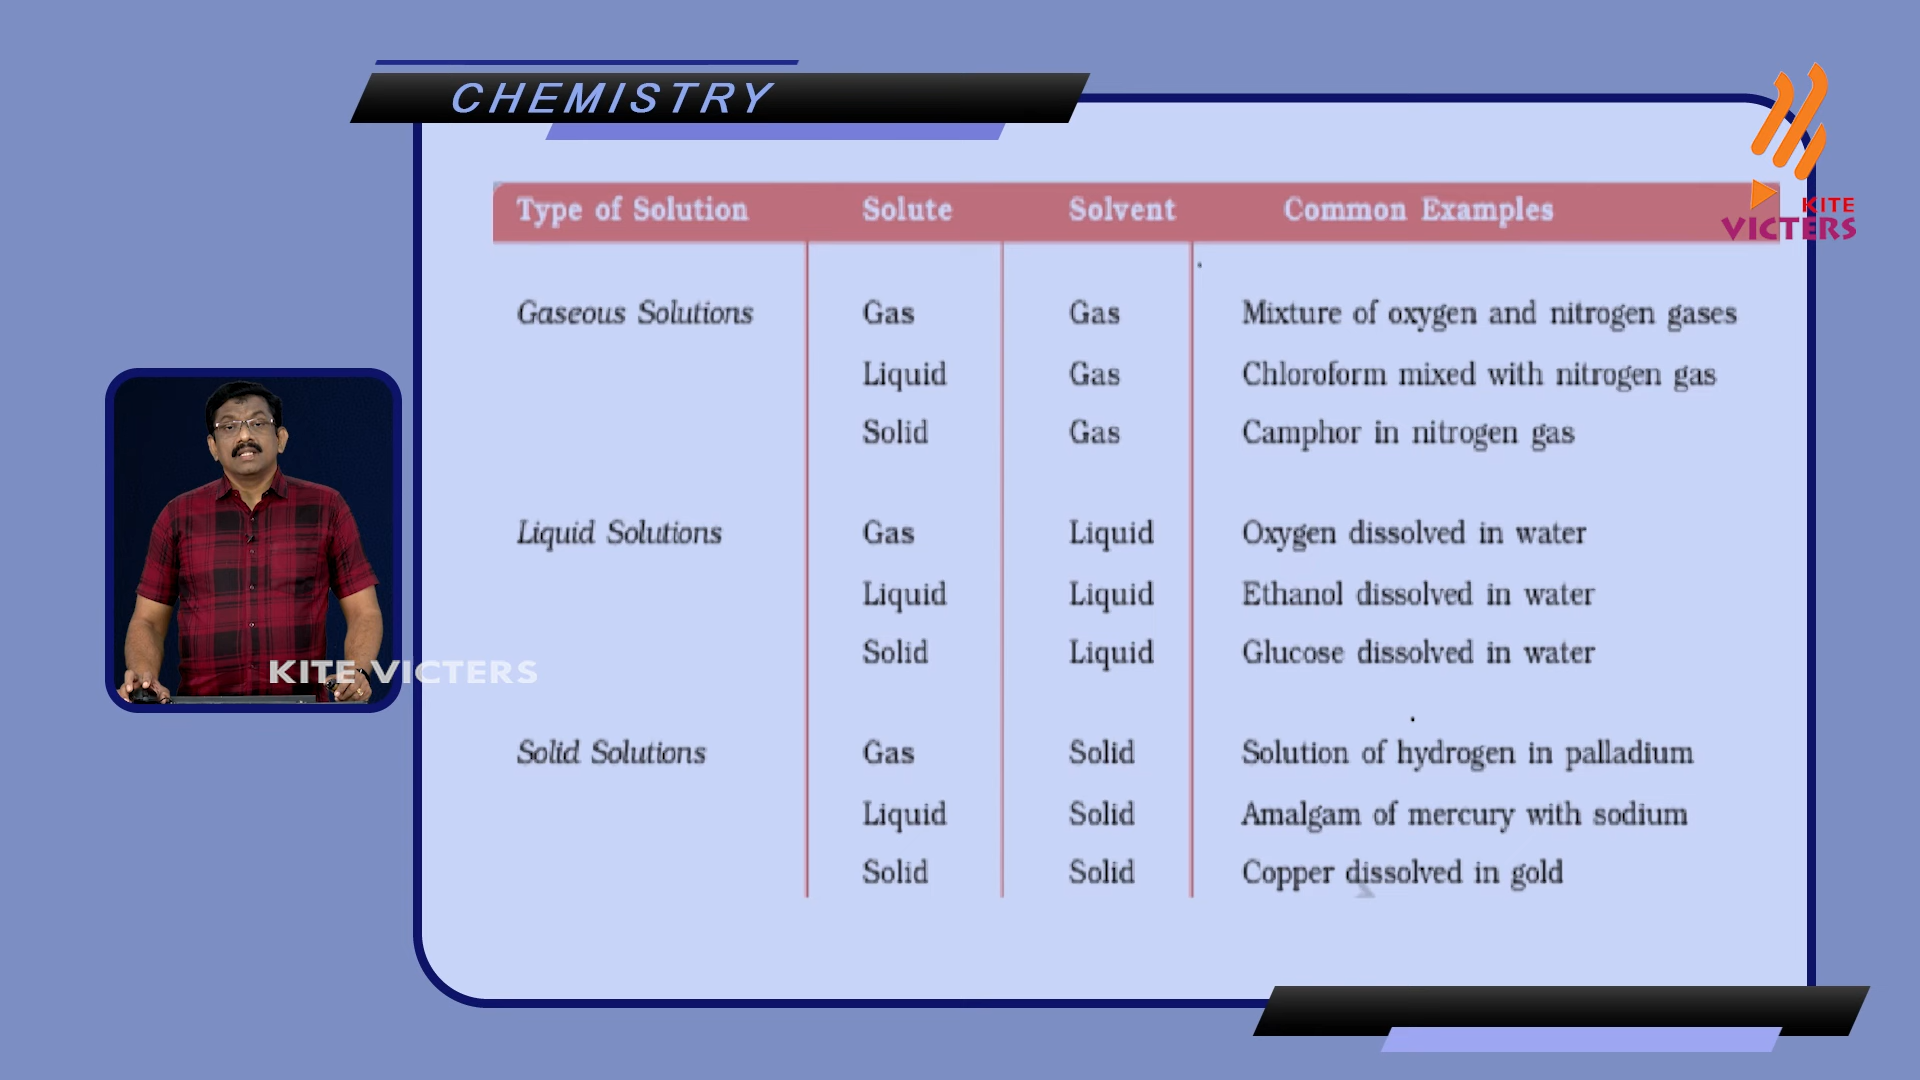 CHEMISTRY
KITE
VICTERS
Type of Solution Solute Solvent Common Examples
Gaseous Solutions Gas Gas Mixture of oxygen and nitrogen gases
Liquid Gas Chloroform mixed with nitrogen gas
Solid Gas Camphor in nitrogen gas
Liquid Solutions Gas Liquid Oxygen dissolved in water
Liquid Liquid Ethanol dissolved in water
Solid Liquid Glucose dissolved in water
KITE VICTERS
Solid Solutions Gas Solid Solution of hydrogen in palladium
Liquid Solid Amalgam of mercury with sodium
Solid Solid Copper dissolved in gold